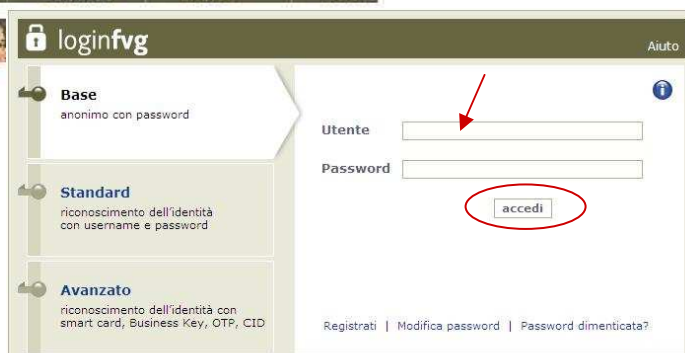 loginfvg
Aiuto
Base
anonimo con password
Standard
riconoscimento dell'identità
con username e password
Avanzato
riconoscimento dell'identità con
smart card, Business Key, OTP, CID
Utente
Password
accedi
Registrati | Modifica password | Password dimenticata?